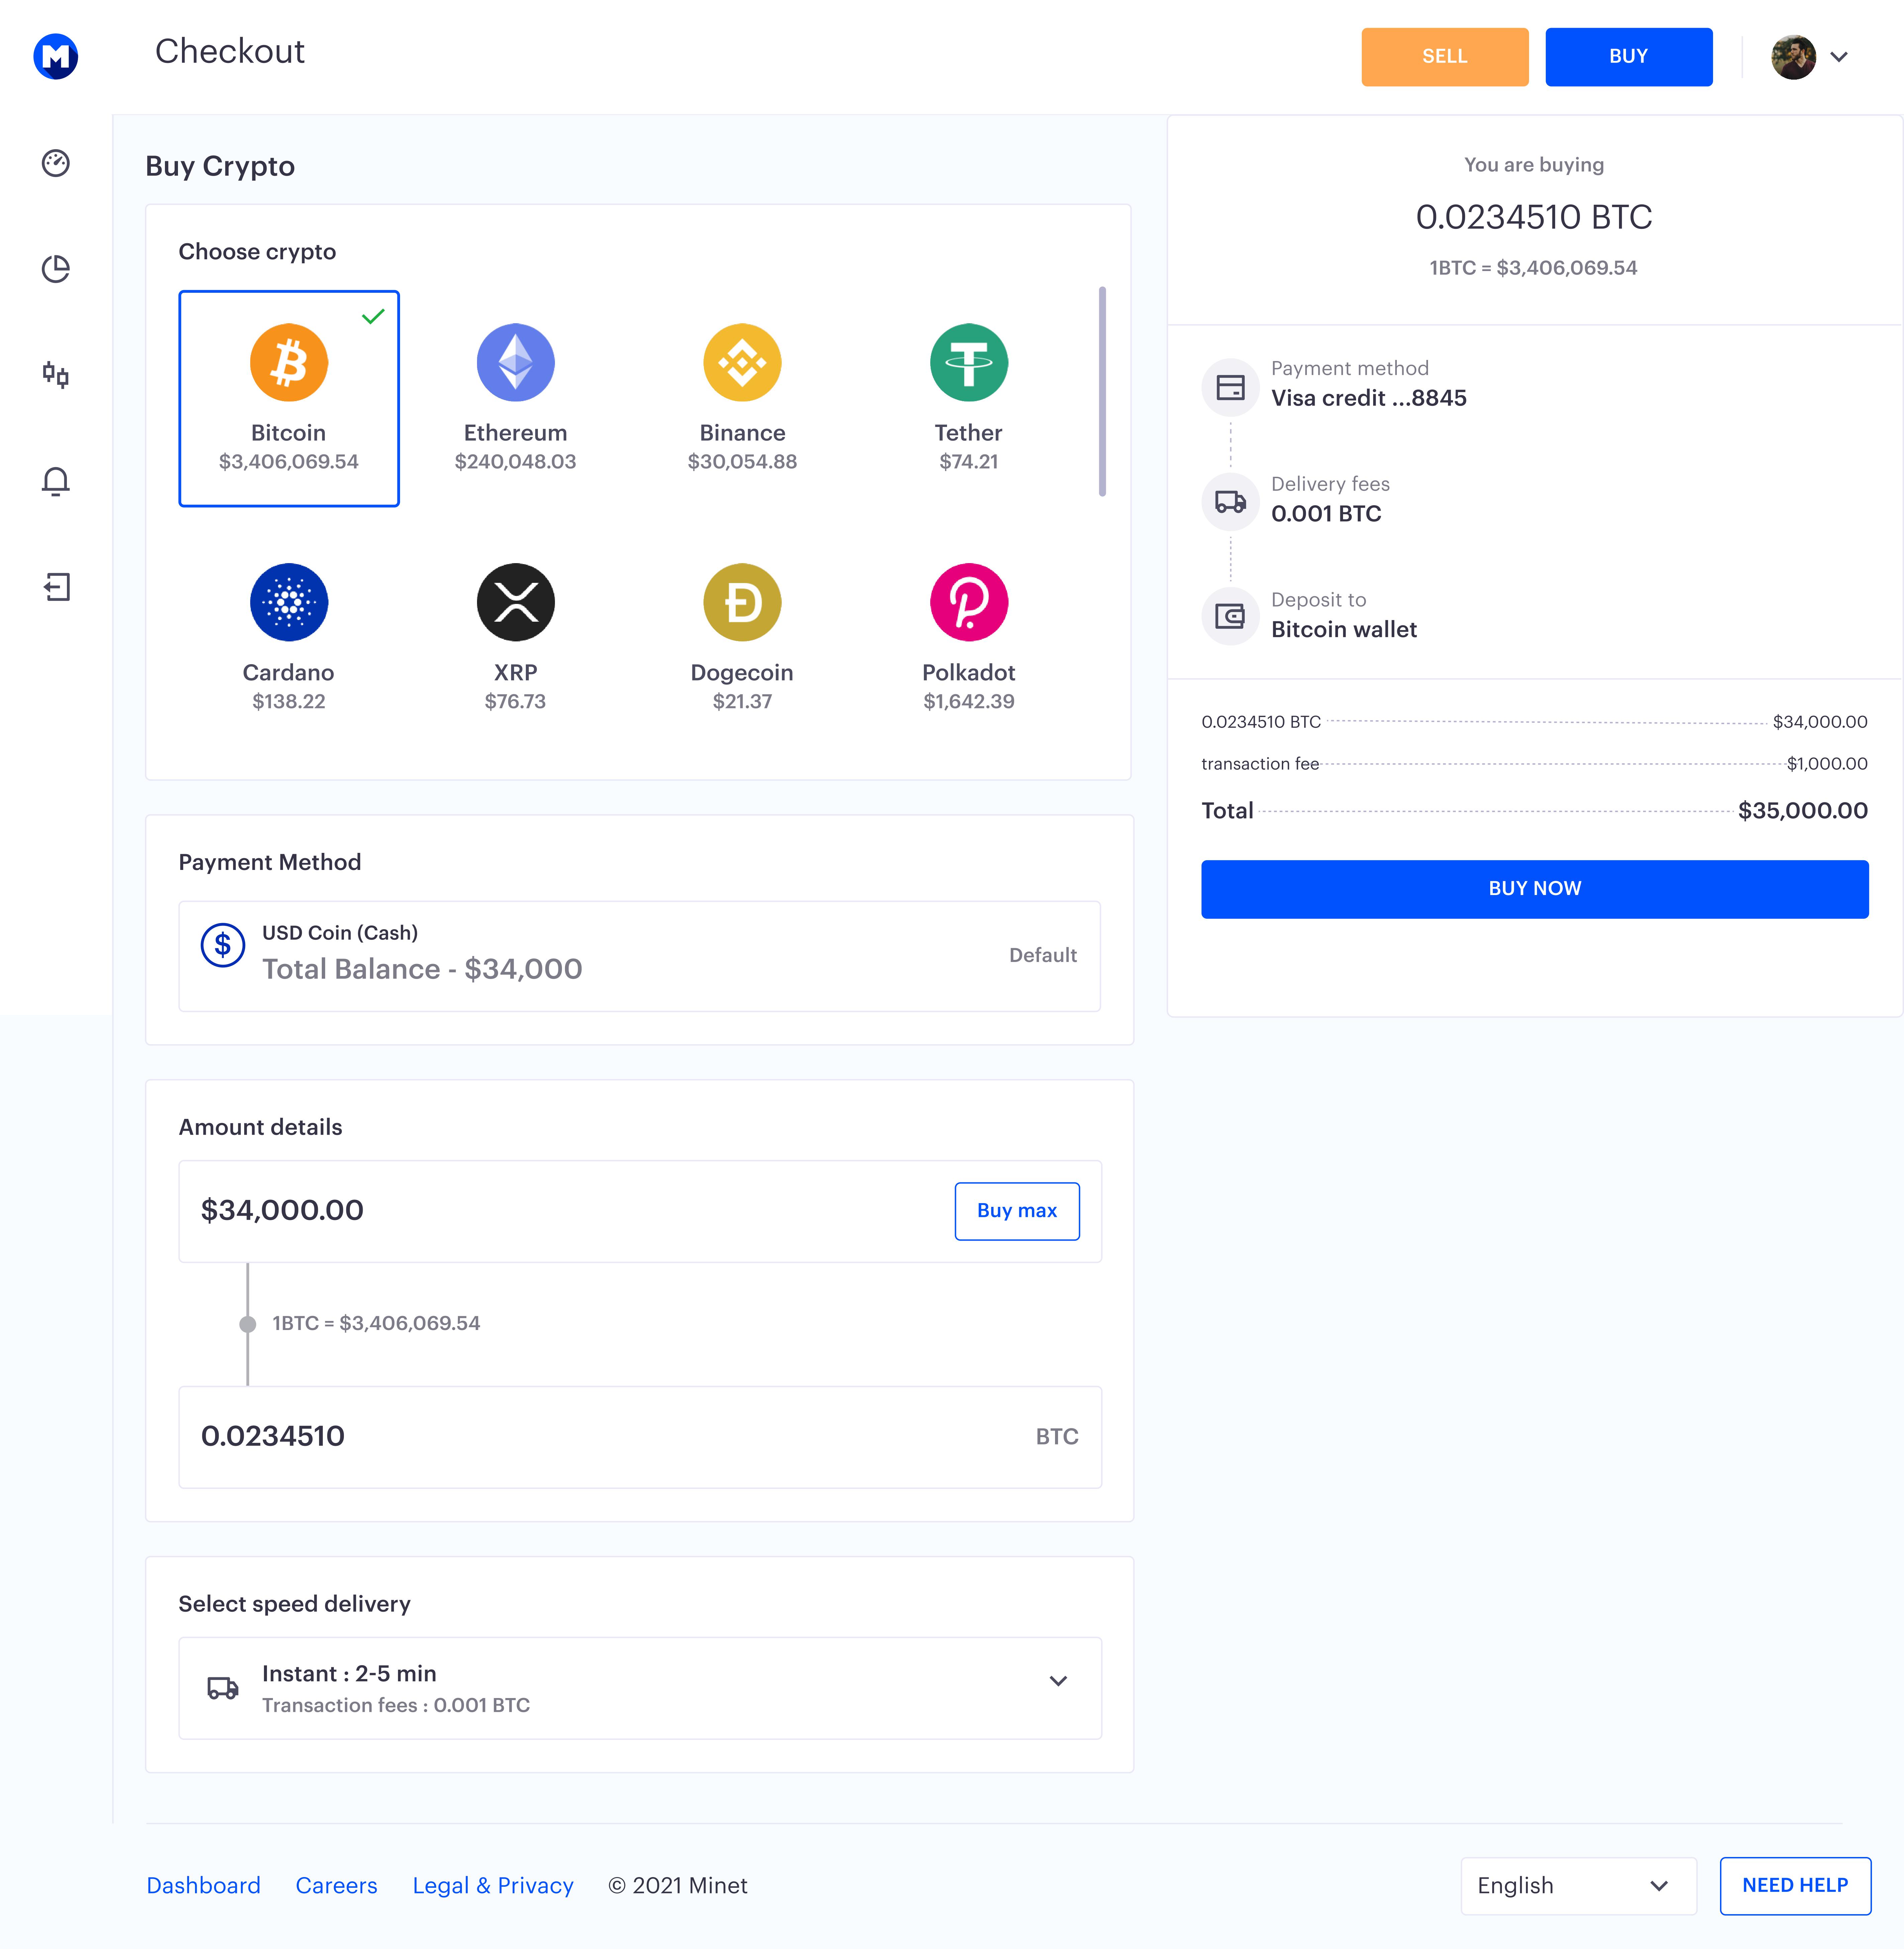 M
Checkout
SELL
BUY
Buy Crypto
Choose crypto
Bitcoin
$3,406,069.54
Ethereum
$240,048.03
Binance
$30,054.88
Tether
$74.21
Cardano
$138.22
XRP
$76.73
Dogecoin
$21.37
Polkadot
$1,642.39
Payment Method
$
USD Coin (Cash)
Total Balance - $34,000
Default
Amount details
$34,000.00
Buy max
1BTC = $3,406,069.54
0.0234510
BTC
Select speed delivery
Instant : 2-5 min
Transaction fees : 0.001 BTC
You are buying
0.0234510 BTC
1BTC = $3,406,069.54
Payment method
Visa credit ...8845
Delivery fees
0.001 BTC
Deposit to
Bitcoin wallet
0.0234510 BTC $34,000.00
transaction fee $1,000.00
Total $35,000.00
BUY NOW
Dashboard Careers Legal & Privacy © 2021 Minet
English
NEED HELP